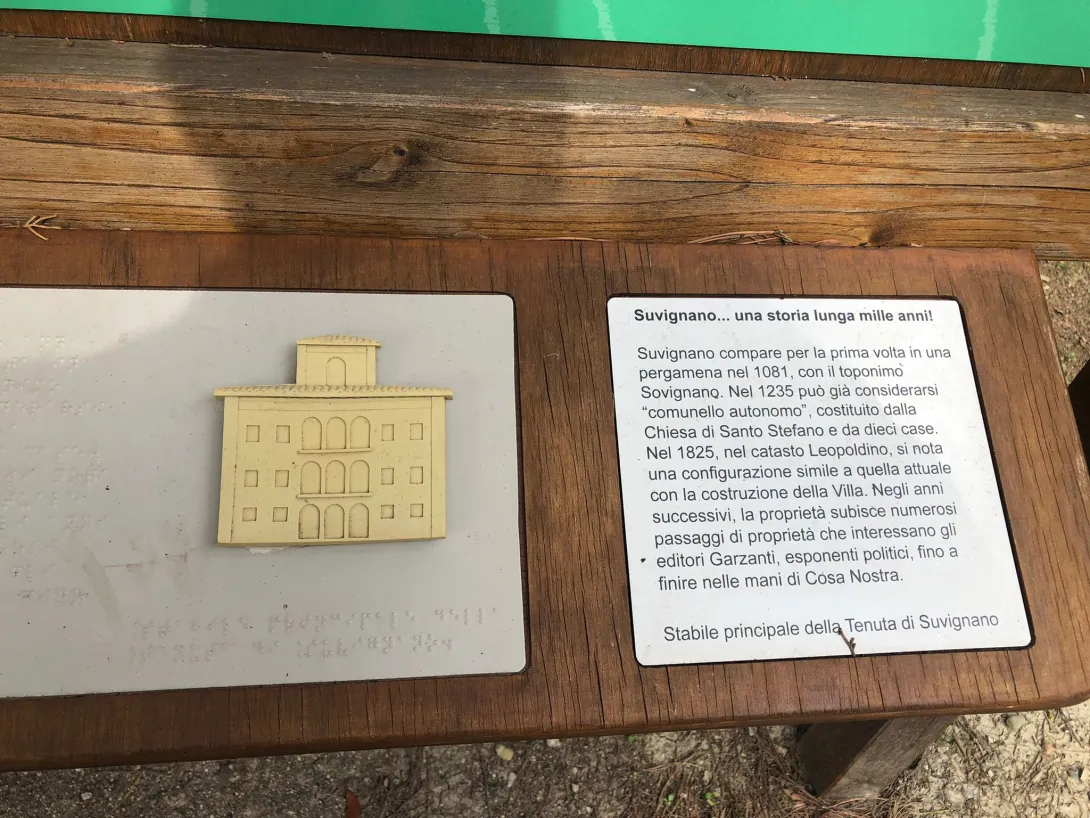 Suvignano... una storia lunga mille anni!
Suvignano compare per la prima volta in una
pergamena nel 1081, con il toponimo
Sovignano. Nel 1235 può già considerarsi
“comunello autonomo”, costituito dalla
Chiesa di Santo Stefano e da dieci case.
Nel 1825, nel catasto Leopoldino, si nota
una configurazione simile a quella attuale
con la costruzione della Villa. Negli anni
successivi, la proprietà subisce numerosi
passaggi di proprietà che interessano gli
editori Garzanti, esponenti politici, fino a
finire nelle mani di Cosa Nostra.
Stabile principale della Tenuta di Suvignano